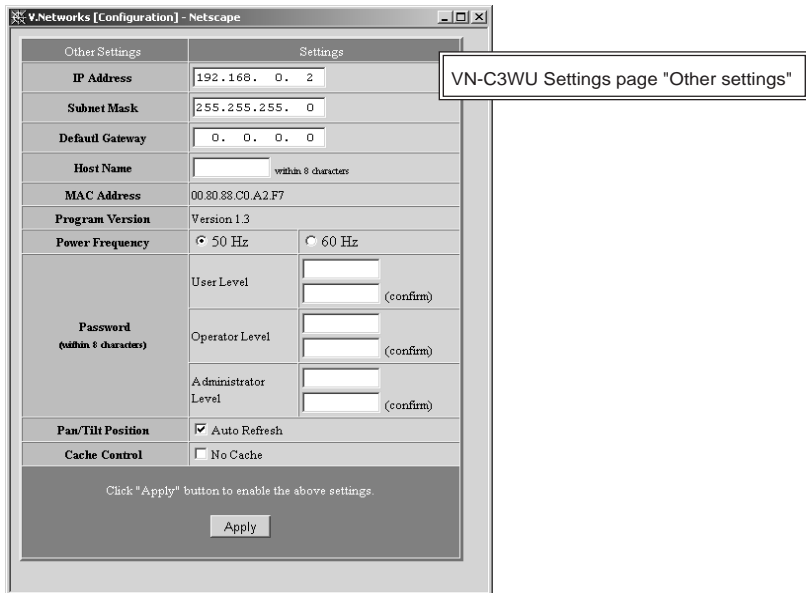 V.Networks [Configuration] - Netscape
Other Settings Settings
IP Address 192.168. 0. 2
VN-C3WU Settings page "Other settings"
Subnet Mask 255.255.255. 0
Defautl Gateway 0. 0. 0. 0
Host Name within 8 characters
MAC Address 00.80.88.C0.A2.F7
Program Version Version 1.3
Power Frequency 50 Hz 60 Hz
User Level
(confirm)
Password
(within 8 characters)
Operator Level
(confirm)
Administrator
Level
(confirm)
Pan/Tilt Position Auto Refresh
Cache Control No Cache
Click "Apply" button to enable the above settings.
Apply